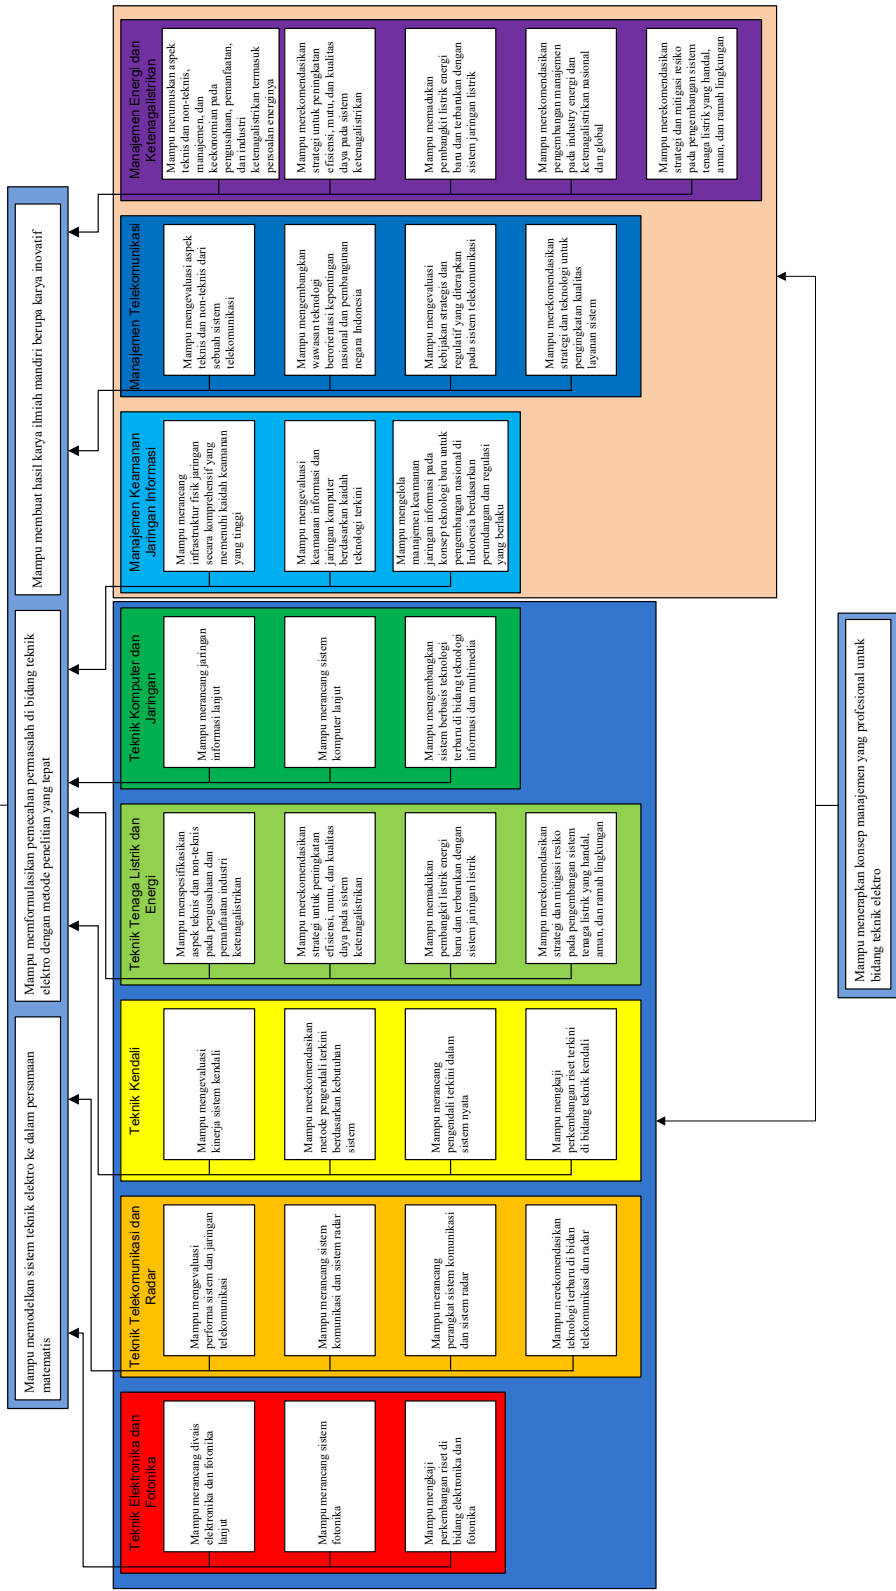 Mampu memodelkan sistem teknik elektro ke dalam persamaan
matematis
Mampu memformulasikan pemecahan permasalah di bidang teknik
elektro dengan metode penelitian yang tepat
Mampu membuat hasil karya ilmiah mandiri berupa karya inovatif
Teknik Elektronika dan
Fotonika
Mampu merancang divais
elektronika dan fotonika
lanjut
Mampu merancang sistem
fotonika
Mampu mengkaji
perkembangan riset di
bidang elektronika dan
fotonika
Teknik Telekomunikasi dan
Radar
Mampu mengevaluasi
performa sistem dan jaringan
telekomunikasi
Mampu merancang sistem
komunikasi dan sistem radar
Mampu merancang
perangkat sistem komunikasi
dan sistem radar
Mampu merekomendasikan
teknologi terbaru di bidan
telekomunikasi dan radar
Teknik Kendali
Mampu mengevaluasi
kinerja sistem kendali
Mampu merekomendasikan
metode pengendali terkini
berdasarkan kebutuhan
sistem
Mampu merancang
pengendali terkini dalam
sistem nyata
Mampu mengkaji
perkembangan riset terkini
di bidang teknik kendali
Teknik Tenaga Listrik dan
Energi
Mampu menspesifikasikan
aspek teknis dan non-teknis
pada pengusahaan dan
pemanfaatan industri
ketenagalistrikan
Mampu merekomendasikan
strategi untuk peningkatan
efisiensi, mutu, dan kualitas
daya pada sistem
ketenagalistrikan
Mampu memadukan
pembangkit listrik energi
baru dan terbarukan dengan
sistem jaringan listrik
Mampu merekomendasikan
strategi dan mitigasi resiko
pada pengembangan sistem
tenaga listrik yang handal,
aman, dan ramah lingkungan
Teknik Komputer dan
Jaringan
Mampu merancang jaringan
informasi lanjut
Mampu merancang sistem
komputer lanjut
Mampu mengembangkan
sistem berbasis teknologi
terbaru di bidang teknologi
informasi dan multimedia
Manajemen Keamanan
Jaringan Informasi
Mampu merancang
infrastruktur fisik jaringan
secara komprehensif yang
memenuhi kaidah keamanan
yang tinggi
Mampu mengevaluasi
keamanan informasi dan
jaringan komputer
berdasarkan kaidah
teknologi terkini
Mampu mengelola
manajemen keamanan
jaringan informasi pada
konsep teknologi baru untuk
pengembangan nasional di
Indonesia berdasarkan
perundangan dan regulasi
yang berlaku
Manajemen Telekomunikasi
Mampu mengevaluasi aspek
teknis dan non-teknis dari
sebuah sistem
telekomunikasi
Mampu mengembangkan
wawasan teknologi
berorientasi kepentingan
nasional dan pembangunan
negara Indonesia
Mampu mengevaluasi
kebijakan strategis dan
regulatif yang diterapkan
pada sistem telekomunikasi
Mampu merekomendasikan
strategi dan teknologi untuk
pengingkatan kualitas
layanan sistem
Manajemen Energi dan
Ketenagalistrikan
Mampu merumuskan aspek
teknis dan non-teknis,
manajemen, dan
keekonomian pada
pengusahaan, pemanfaatan,
dan industri
ketenagalistrikan termasuk
persoalan energinya
Mampu merekomendasikan
strategi untuk peningkatan
efisiensi, mutu, dan kualitas
daya pada sistem
ketenagalistrikan
Mampu memadukan
pembangkit listrik energi
baru dan terbarukan dengan
sistem jaringan listrik
Mampu merekomendasikan
pengembangan manajemen
pada industry energi dan
ketenagalistrikan nasional
dan global
Mampu merekomendasikan
strategi dan mitigasi resiko
pada pengembangan sistem
tenaga listrik yang handal,
aman, dan ramah lingkungan
Mampu menerapkan konsep manajemen yang profesional untuk
bidang teknik elektro